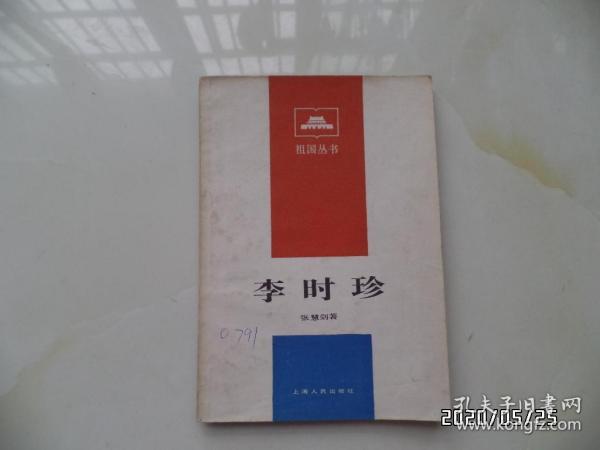 祖国丛书
李时珍
张慧剑著
0791
上海人民出版社
孔夫子旧書网
www.kongfz.com
2020/05/25